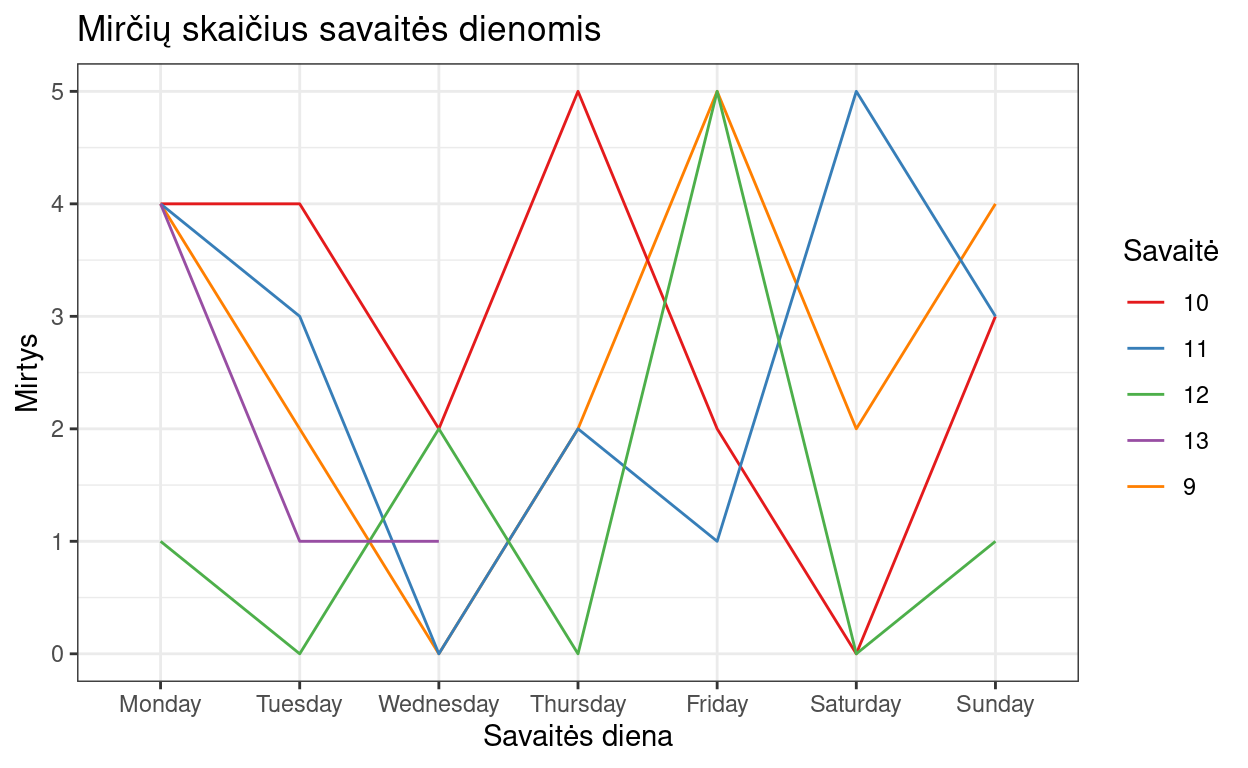 Mirčių skaičius savaitės dienomis
Mirtys
5
4
3
2
1
0
Monday Tuesday Wednesday Thursday Friday Saturday Sunday
Savaitės diena
Savaitė
10
11
12
13
9